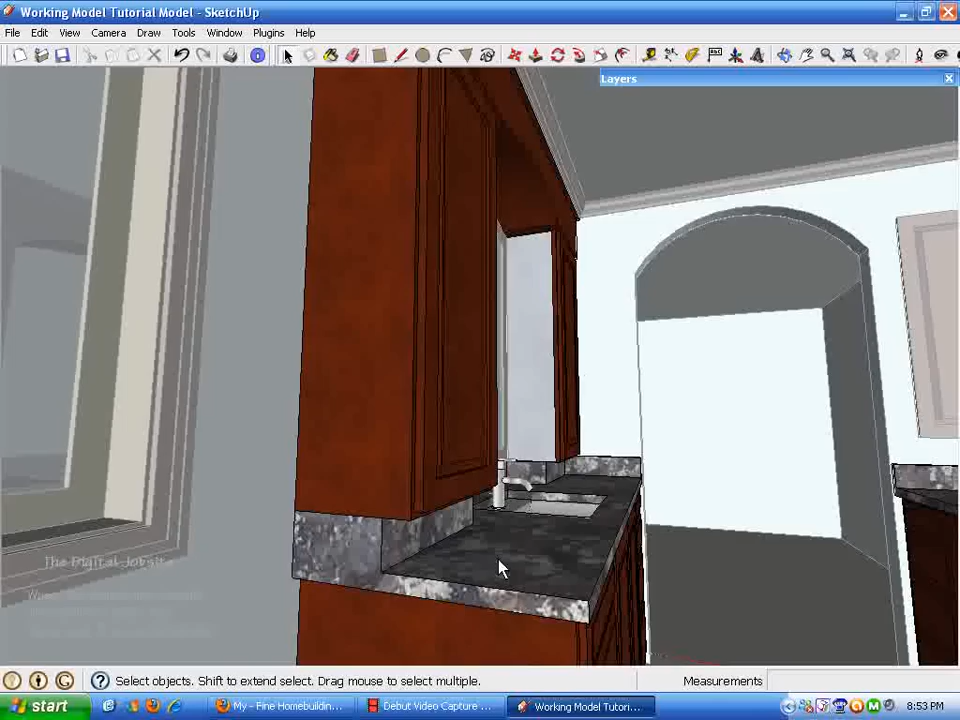 Working Model Tutorial Model - SketchUp
File Edit View Camera Draw Tools Window Plugins Help
Layers
The Digital Jobsite
Select objects. Shift to extend select. Drag mouse to select multiple.
Measurements
start
My - Fine Homebuildin...
Debut Video Capture ...
Working Model Tutori...
8:53 PM